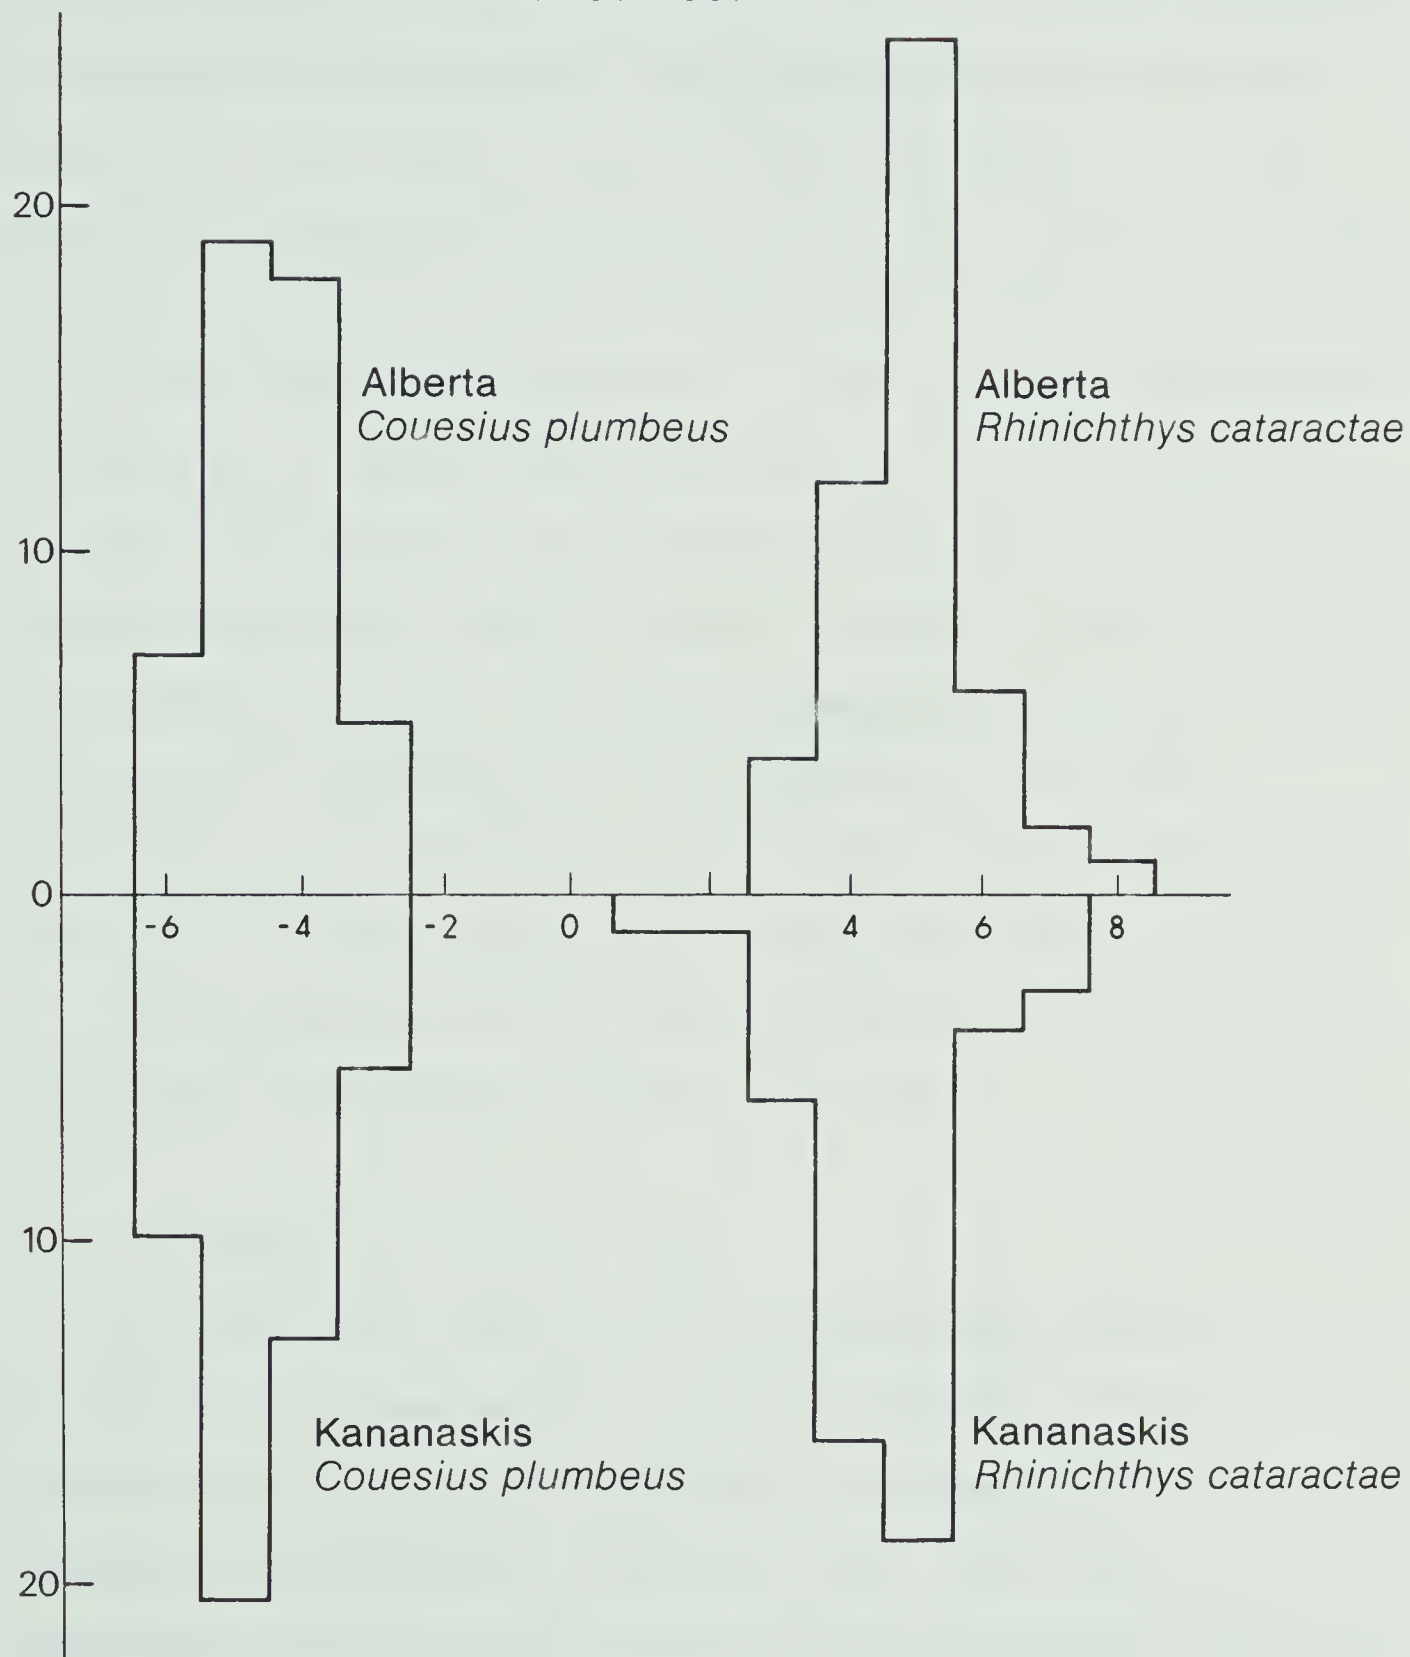 20
Alberta
Couesius plumbeus
Alberta
Rhinichthys cataractae
10
0
-6 -4 -2 0 4 6 8
10
Kananaskis
Couesius plumbeus
Kananaskis
Rhinichthys cataractae
20